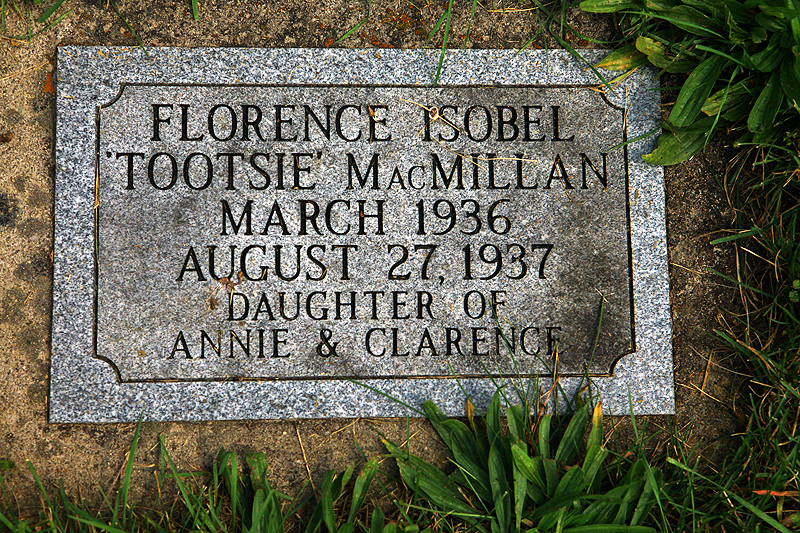 FLORENCE ISOBEL
'TOOTSIE' MACMILLAN
MARCH 1936
AUGUST 27, 1937
DAUGHTER OF
ANNIE & CLARENCE